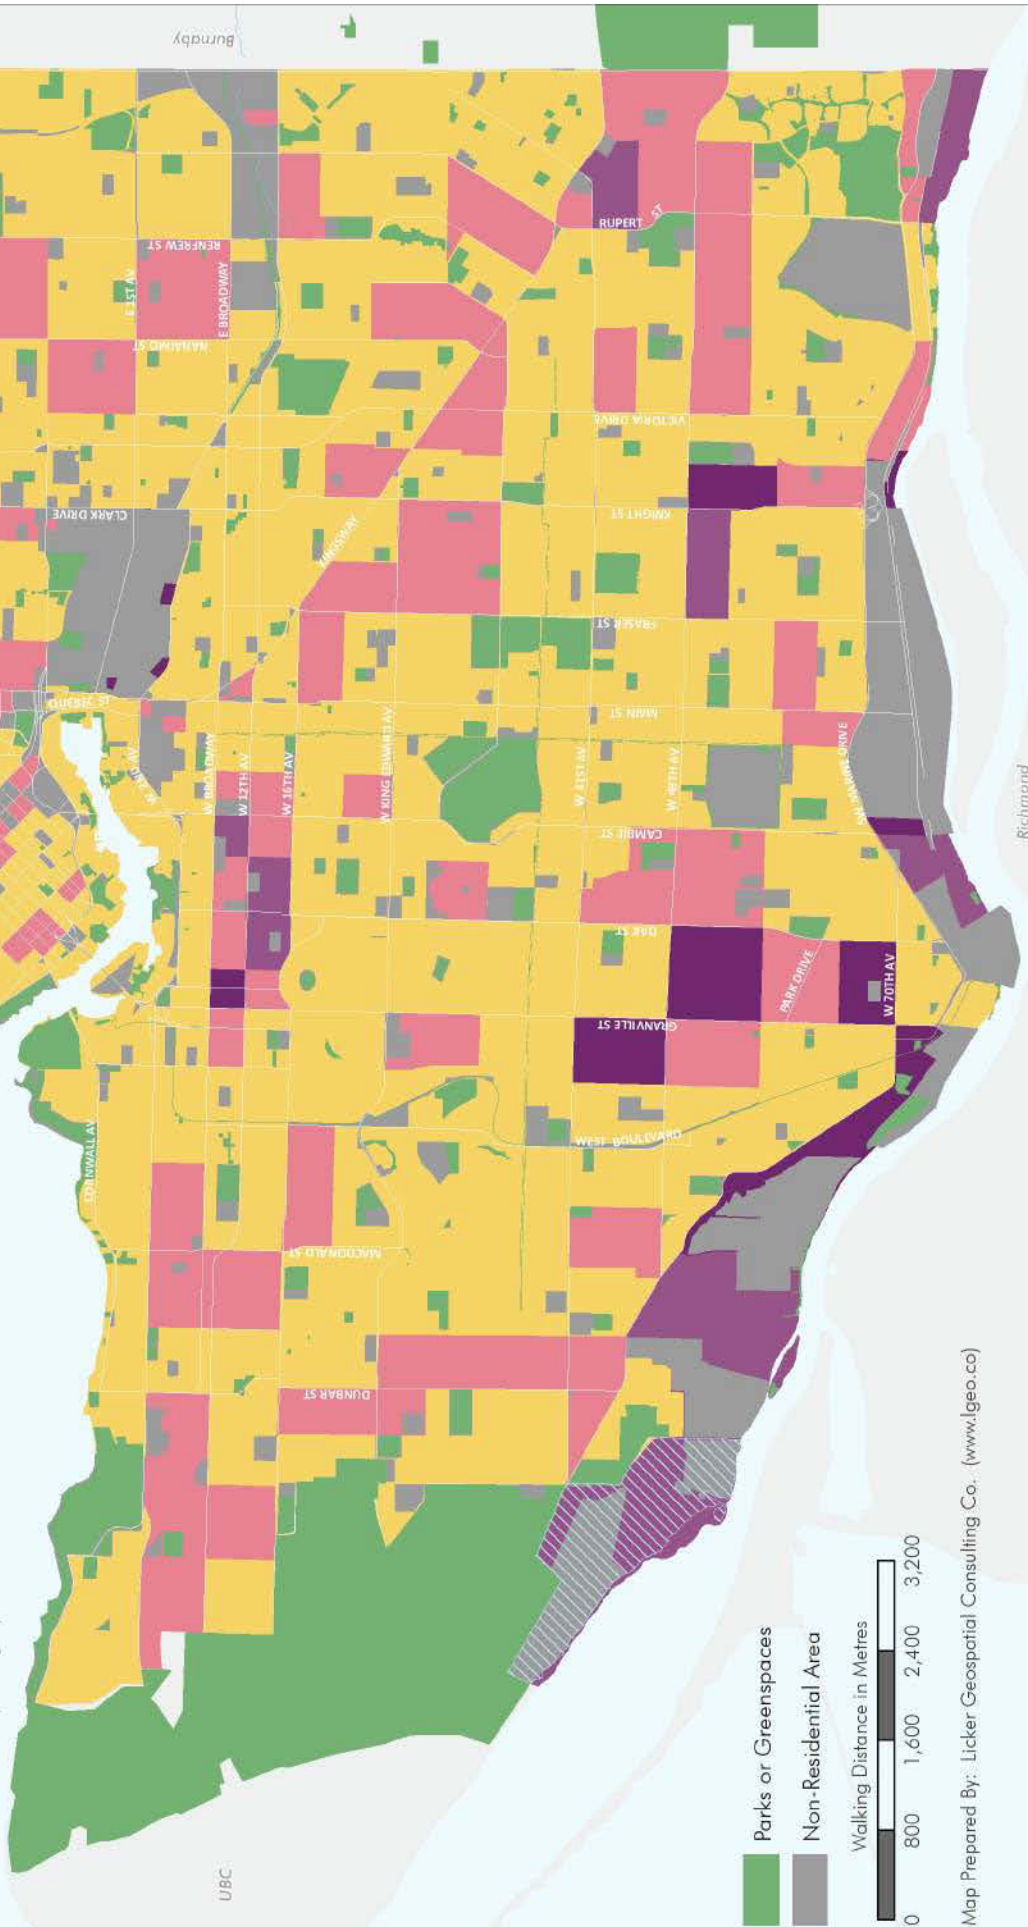 Burnaby
RENFREW ST
E 1ST AV
E BROADWAY
NANAIMO ST
RUPERT ST
VICTORIA DRIVE
CLARK DRIVE
KNIGHT ST
KINGSWAY
FRASER ST
QUEBEC ST
MAIN ST
W 2ND AV
W BROADWAY
W 12TH AV
W 16TH AV
W KING EDWARD AV
W 41ST AV
W 49TH AV
SW MARINE DRIVE
CAMBIE ST
Richmond
OAK ST
PARK DRIVE
W 70TH AV
GRANVILLE ST
WEST BOULEVARD
CORNWALL AV
MACDONALD ST
DUNBAR ST
UBC
Parks or Greenspaces
Non-Residential Area
Walking Distance in Metres
0 800 1,600 2,400 3,200
Map Prepared By: Licker Geospatial Consulting Co. (www.lgeo.co)